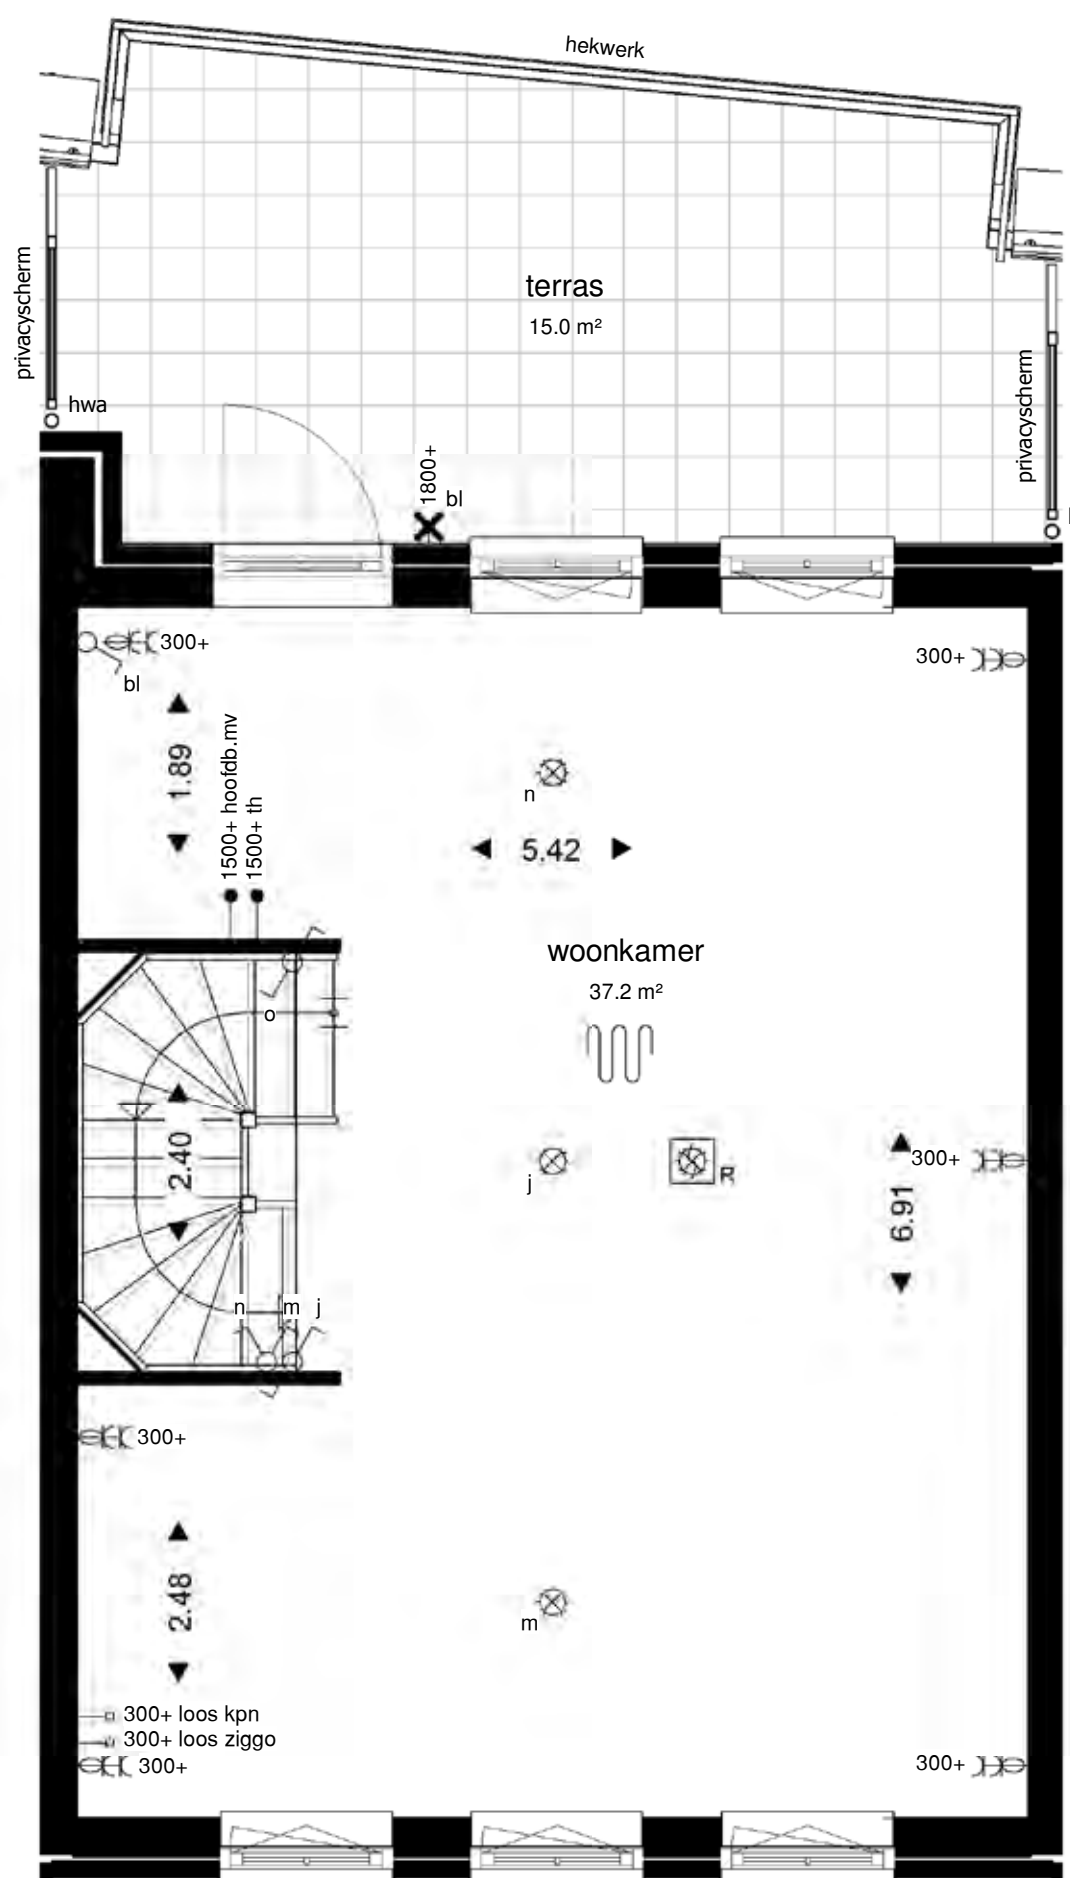 hekwerk
terras
15.0 m²
privacyscherm
privacyscherm
hwa
1800+
bl
300+
bl
300+
1.89
1500+ hoofdb.mv
1500+ th
n
5.42
woonkamer
37.2 m²
o
2.40
j
R
300+
6.91
n
m
j
300+
2.48
m
300+ loos kpn
300+ loos ziggo
300+
300+